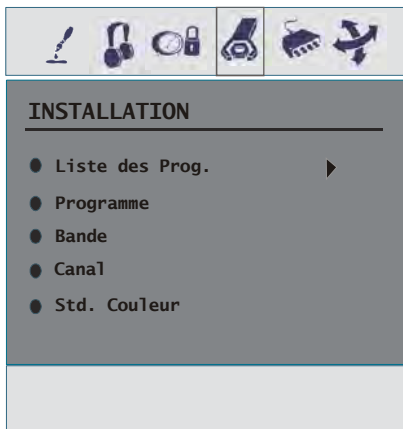 INSTALLATION
Liste des Prog.
Programme
Bande
Canal
Std. Couleur